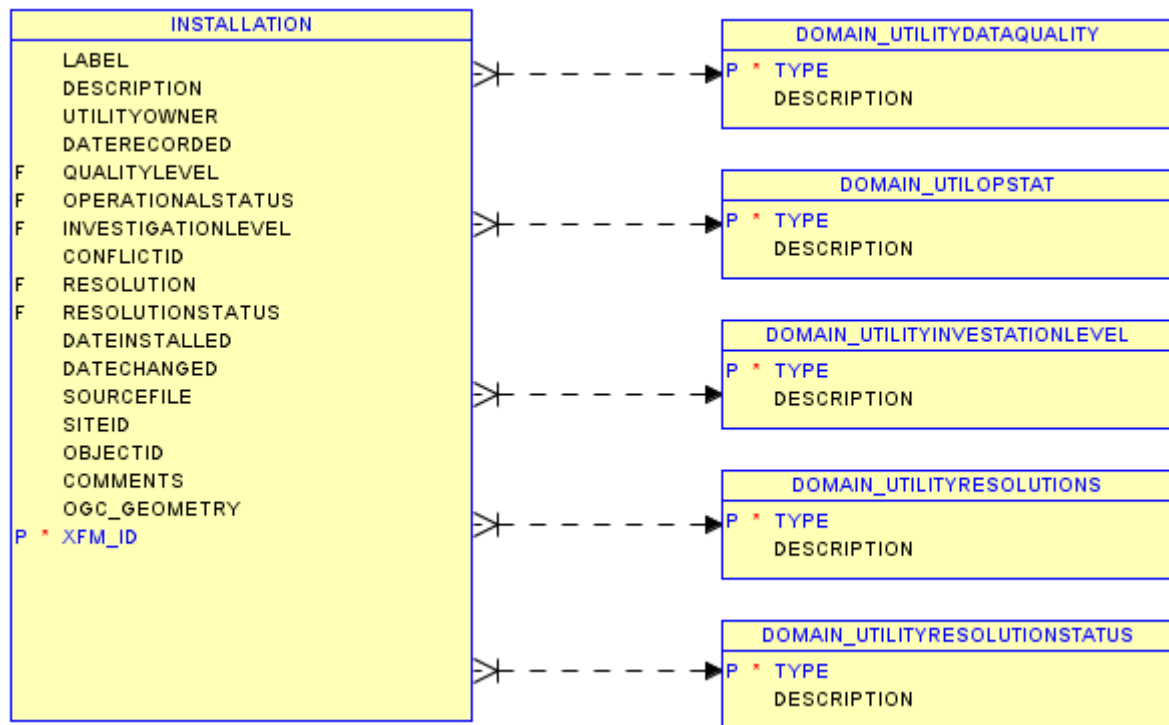 INSTALLATION
LABEL
DESCRIPTION
UTILITYOWNER
DATERECORDED
F QUALITYLEVEL
F OPERATIONALSTATUS
F INVESTIGATIONLEVEL
CONFLICTID
F RESOLUTION
F RESOLUTIONSTATUS
DATEINSTALLED
DATECHANGED
SOURCEFILE
SITEID
OBJECTID
COMMENTS
OGC_GEOMETRY
P * XFM_ID
DOMAIN_UTILITYDATAQUALITY
P * TYPE
DESCRIPTION
DOMAIN_UTILOPSTAT
P * TYPE
DESCRIPTION
DOMAIN_UTILITYINVESTATIONLEVEL
P * TYPE
DESCRIPTION
DOMAIN_UTILITYRESOLUTIONS
P * TYPE
DESCRIPTION
DOMAIN_UTILITYRESOLUTIONSTATUS
P * TYPE
DESCRIPTION